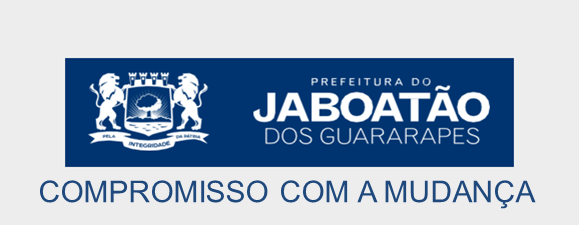 PREFEITURA DO
JABOATÃO
DOS GUARARAPES
PELA INTEGRIDADE DA PÁTRIA
COMPROMISSO COM A MUDANÇA